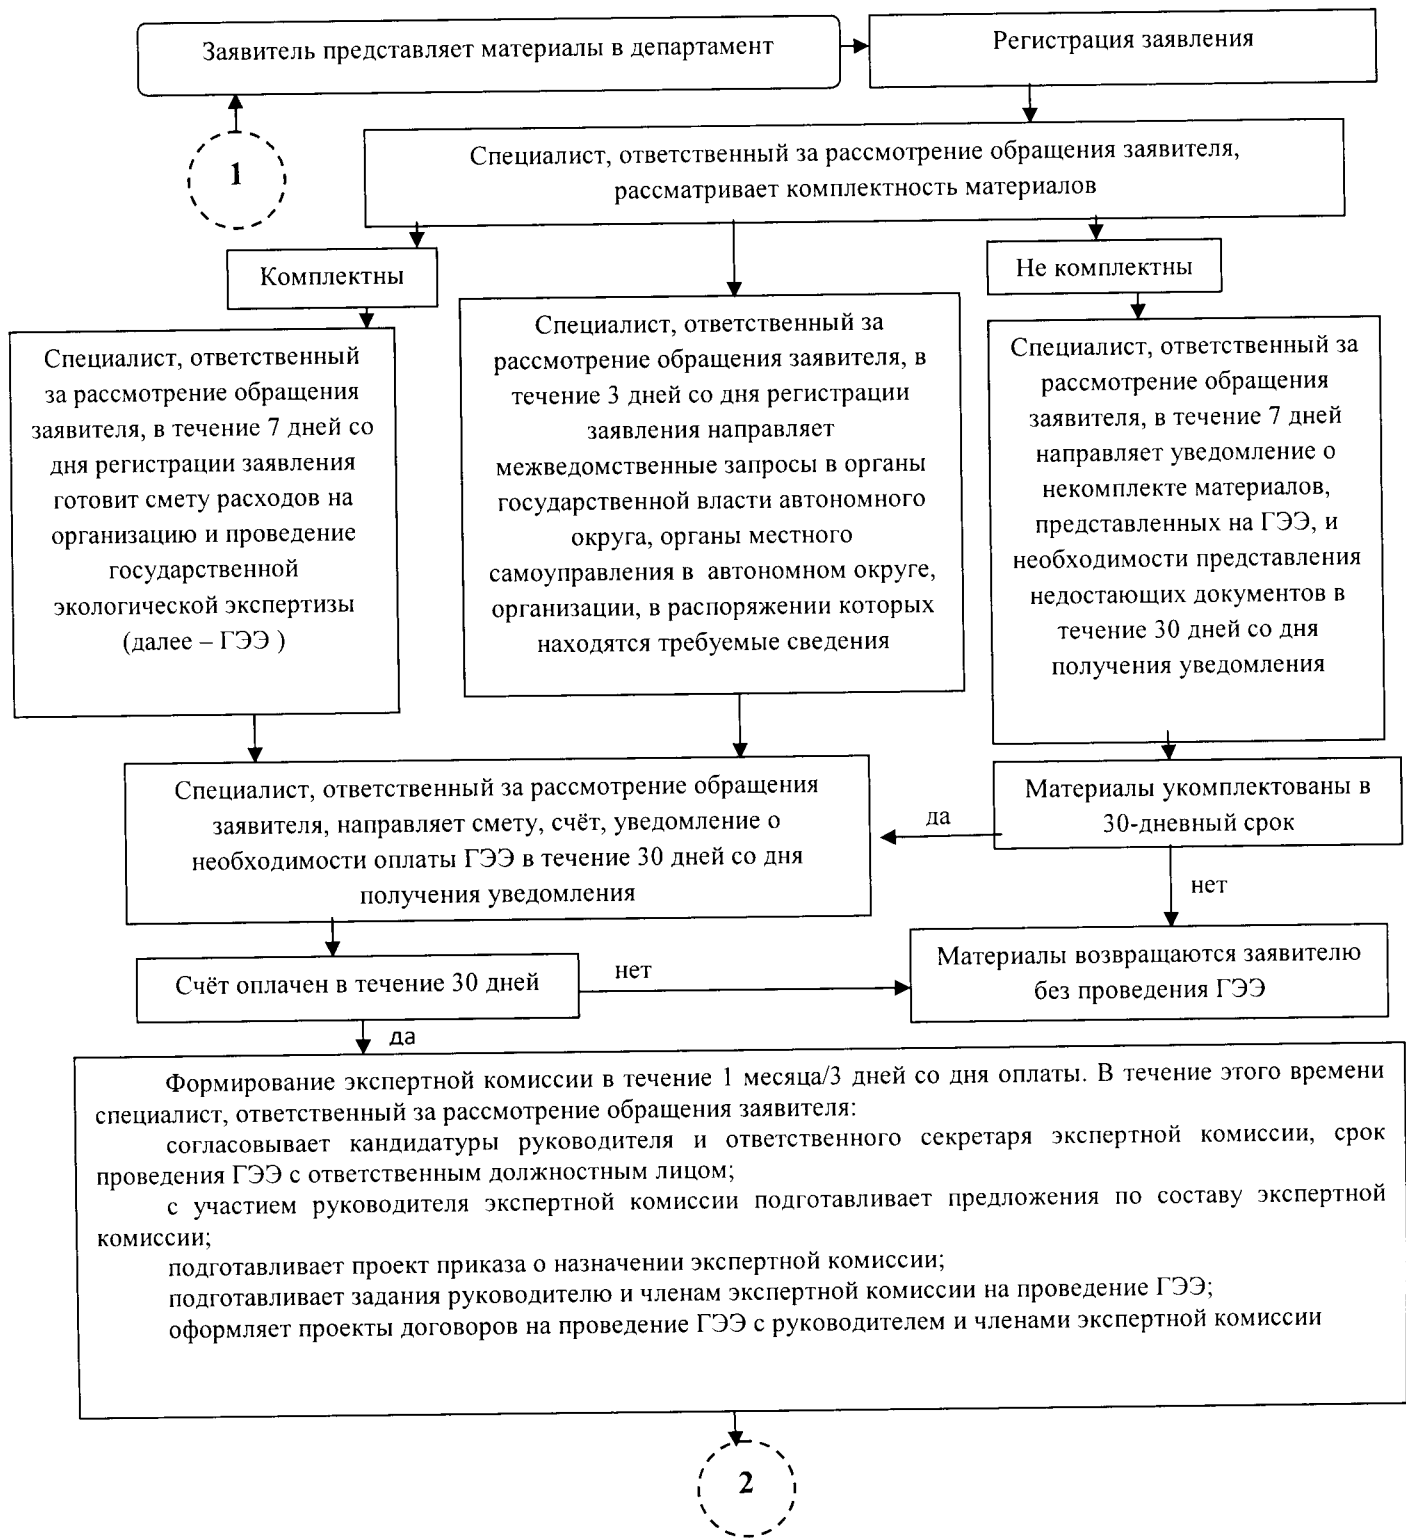 Заявитель представляет материалы в департамент
Регистрация заявления
1
Специалист, ответственный за рассмотрение обращения заявителя,
рассматривает комплектность материалов
Комплектны
Не комплектны
Специалист, ответственный
за рассмотрение обращения
заявителя, в течение 7 дней со
дня регистрации заявления
готовит смету расходов на
организацию и проведение
государственной
экологической экспертизы
(далее – ГЭЭ )
Специалист, ответственный за
рассмотрение обращения заявителя, в
течение 3 дней со дня регистрации
заявления направляет
межведомственные запросы в органы
государственной власти автономного
округа, органы местного
самоуправления в автономном округе,
организации, в распоряжении которых
находятся требуемые сведения
Специалист, ответственный за
рассмотрение обращения
заявителя, в течение 7 дней
направляет уведомление о
некомплекте материалов,
представленных на ГЭЭ, и
необходимости представления
недостающих документов в
течение 30 дней со дня
получения уведомления
Специалист, ответственный за рассмотрение обращения
заявителя, направляет смету, счёт, уведомление о
необходимости оплаты ГЭЭ в течение 30 дней со дня
получения уведомления
да
Материалы укомплектованы в
30-дневный срок
нет
Счёт оплачен в течение 30 дней
нет
Материалы возвращаются заявителю
без проведения ГЭЭ
да
Формирование экспертной комиссии в течение 1 месяца/3 дней со дня оплаты. В течение этого времени
специалист, ответственный за рассмотрение обращения заявителя:
согласовывает кандидатуры руководителя и ответственного секретаря экспертной комиссии, срок
проведения ГЭЭ с ответственным должностным лицом;
с участием руководителя экспертной комиссии подготавливает предложения по составу экспертной
комиссии;
подготавливает проект приказа о назначении экспертной комиссии;
подготавливает задания руководителю и членам экспертной комиссии на проведение ГЭЭ;
оформляет проекты договоров на проведение ГЭЭ с руководителем и членами экспертной комиссии
2